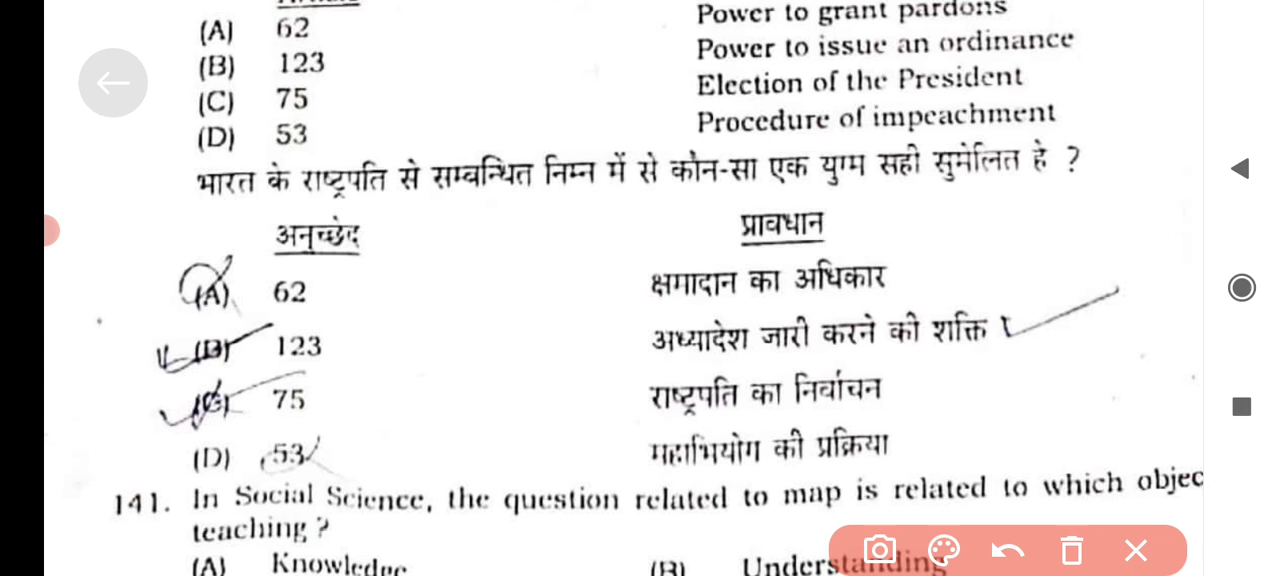 Power to grant pardons
(A) 62
Power to issue an ordinance
(B) 123
Election of the President
(C) 75
Procedure of impeachment
(D) 53
भारत के राष्ट्रपति से सम्बन्धित निम्न में से कौन-सा एक युग्म सही सुमेलित है ?
अनुच्छेद प्रावधान
(A) 62 क्षमादान का अधिकार
(B) 123 अध्यादेश जारी करने की शक्ति
(C) 75 राष्ट्रपति का निर्वाचन
(D) 53 महाभियोग की प्रक्रिया
141. In Social Science, the question related to map is related to which objec
teaching ?
(A) Knowledge (B) Understanding